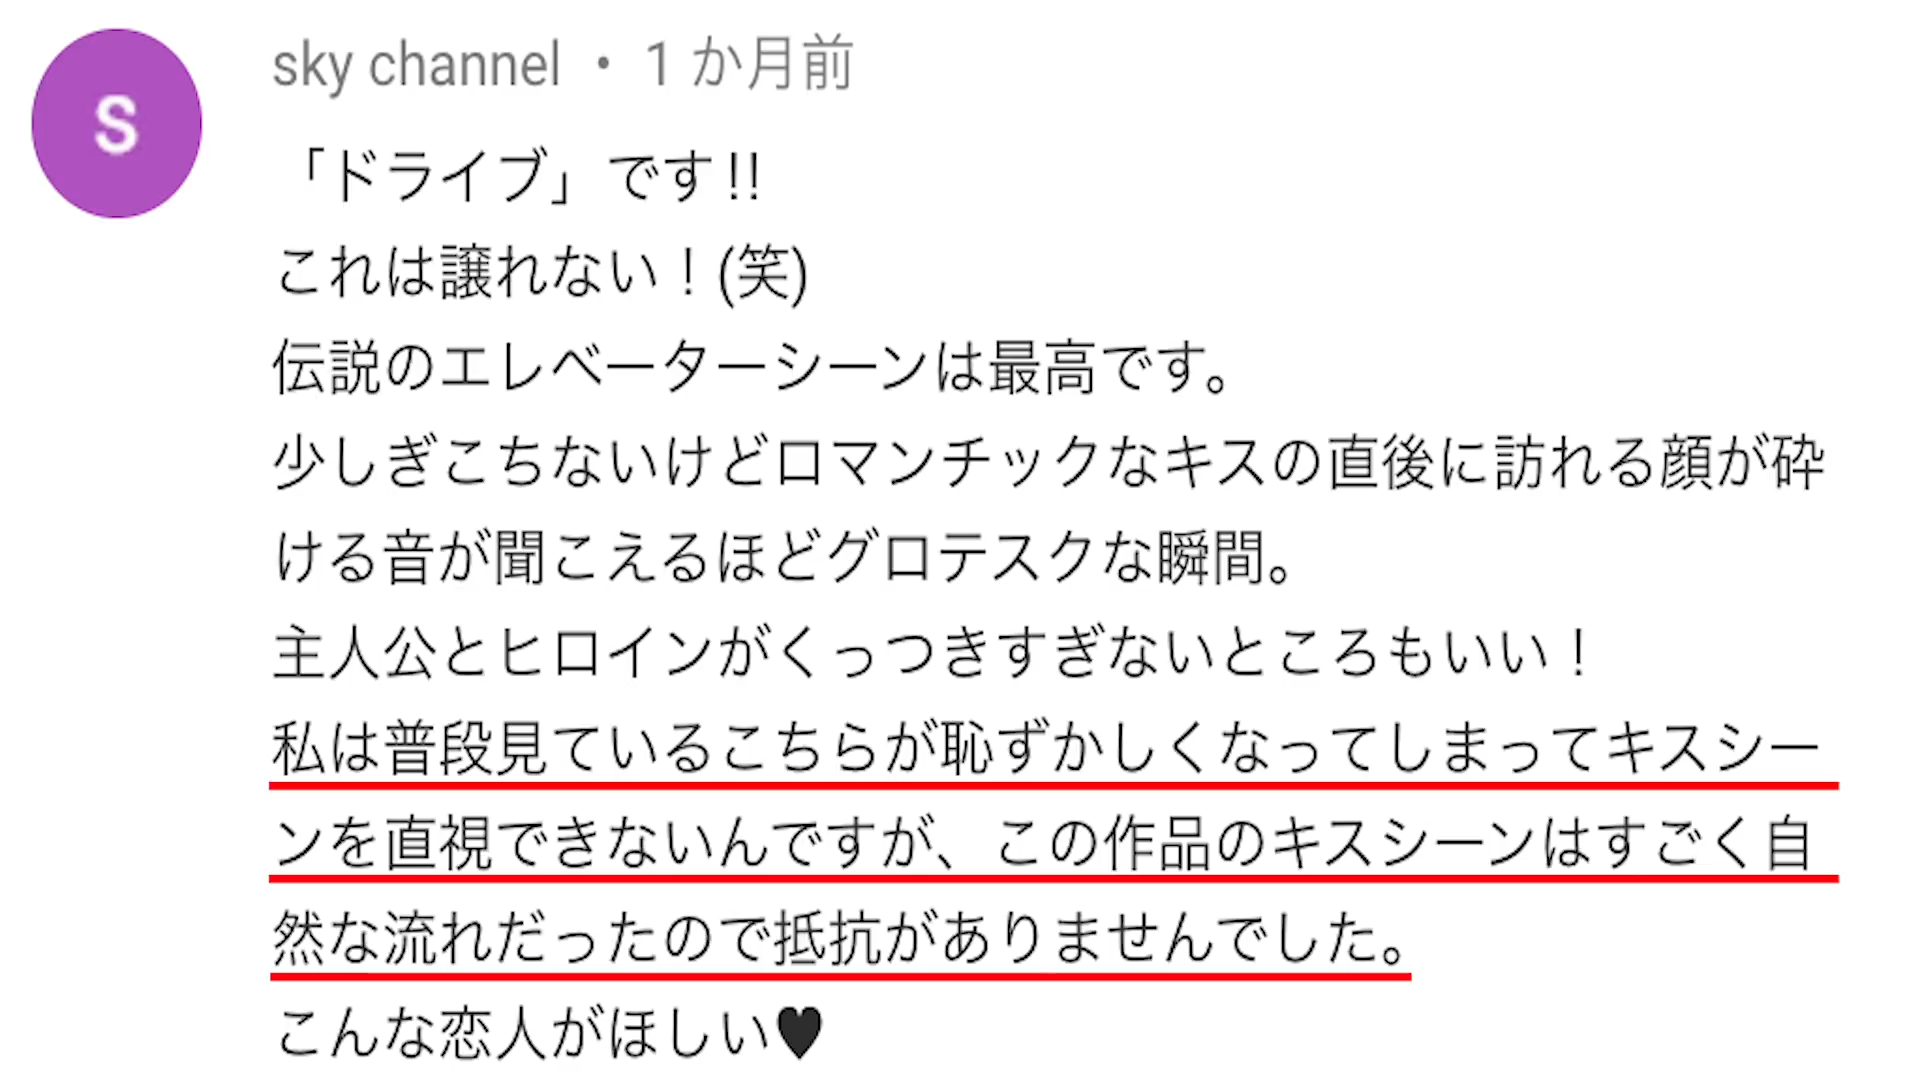 S
sky channel ・ 1 か月前
「ドライブ」です!!
これは譲れない！(笑)
伝説のエレベーターシーンは最高です。
少しぎこちないけどロマンチックなキスの直後に訪れる顔が砕
ける音が聞こえるほどグロテスクな瞬間。
主人公とヒロインがくっつきすぎないところもいい！
私は普段見ているこちらが恥ずかしくなってしまってキスシー
ンを直視できないんですが、この作品のキスシーンはすごく自
然な流れだったので抵抗がありませんでした。
こんな恋人がほしい♥